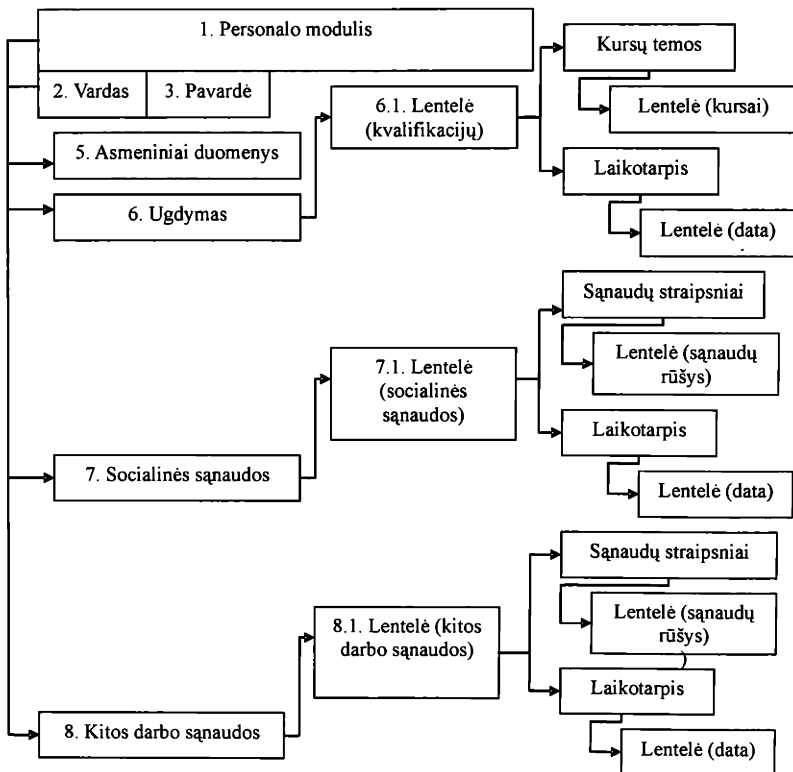 1. Personalo modulis
2. Vardas
3. Pavardė
5. Asmeniniai duomenys
6. Ugdymas
6.1. Lentelė
(kvalifikacijų)
Kursų temos
Lentelė (kursai)
Laikotarpis
Lentelė (data)
7. Socialinės sąnaudos
7.1. Lentelė
(socialinės
sąnaudos)
Sąnaudų straipsniai
Lentelė (sąnaudų
rūšys)
Laikotarpis
Lentelė (data)
8. Kitos darbo sąnaudos
8.1. Lentelė (kitos
darbo sąnaudos)
Sąnaudų straipsniai
Lentelė (sąnaudų
rūšys)
Laikotarpis
Lentelė (data)